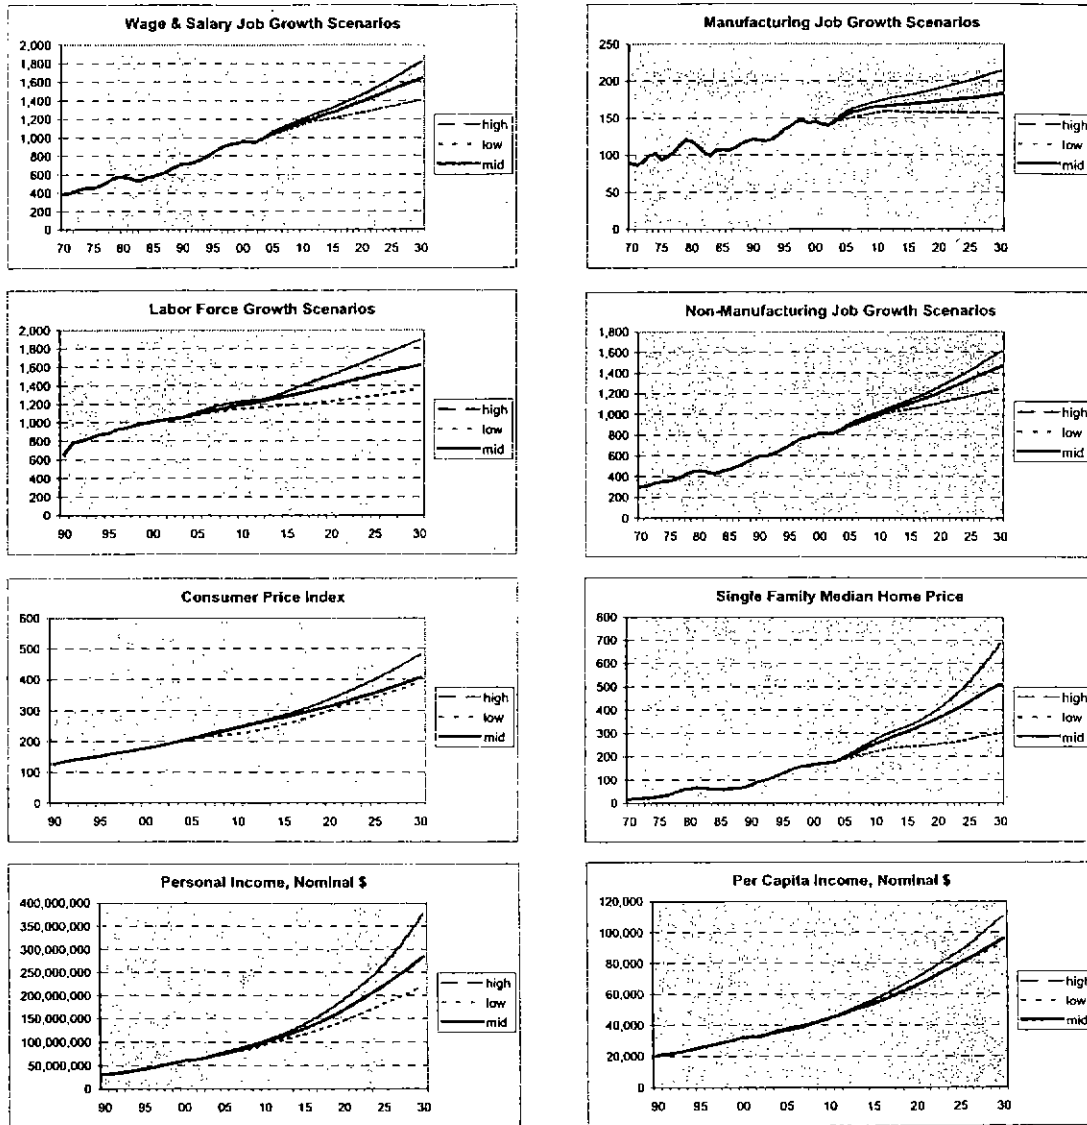 Wage & Salary Job Growth Scenarios
2,000
1,800
1,600
1,400
1,200
1,000
800
600
400
200
0
70 75 80 85 90 95 00 05 10 15 20 25 30
high
low
mid
Manufacturing Job Growth Scenarios
250
200
150
100
50
0
70 75 80 85 90 95 00 05 10 15 20 25 30
high
low
mid
Labor Force Growth Scenarios
2,000
1,800
1,600
1,400
1,200
1,000
800
600
400
200
0
90 95 00 05 10 15 20 25 30
high
low
mid
Non-Manufacturing Job Growth Scenarios
1,800
1,600
1,400
1,200
1,000
800
600
400
200
0
70 75 80 85 90 95 00 05 10 15 20 25 30
high
low
mid
Consumer Price Index
600
500
400
300
200
100
0
90 95 00 05 10 15 20 25 30
high
low
mid
Single Family Median Home Price
800
700
600
500
400
300
200
100
0
70 75 80 85 90 95 00 05 10 15 20 25 30
high
low
mid
Personal Income, Nominal $
400,000,000
350,000,000
300,000,000
250,000,000
200,000,000
150,000,000
100,000,000
50,000,000
0
90 95 00 05 10 15 20 25 30
high
low
mid
Per Capita Income, Nominal $
120,000
100,000
80,000
60,000
40,000
20,000
0
90 95 00 05 10 15 20 25 30
high
low
mid